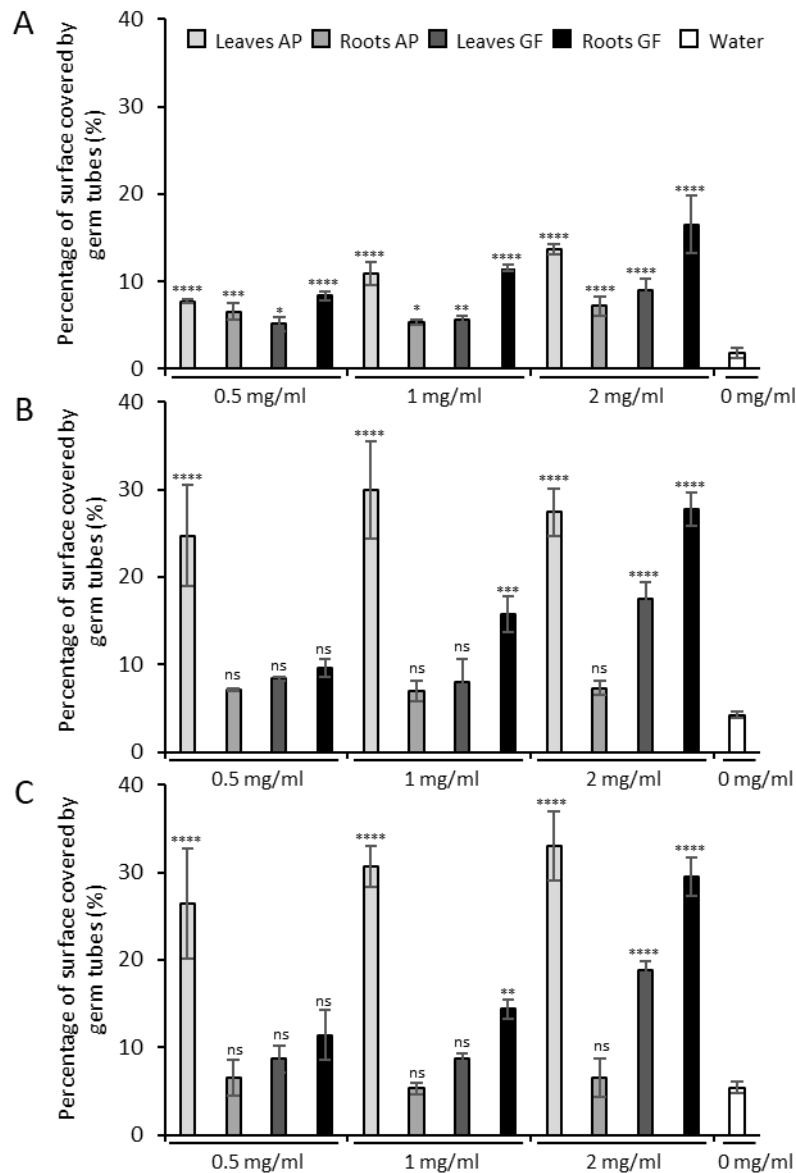 A
40
Leaves AP Roots AP Leaves GF Roots GF Water
30
20
10
0
Percentage of surface covered by
germ tubes (%)
**** *** * ****
**** * ** ****
**** **** **** ****
0.5 mg/ml 1 mg/ml 2 mg/ml 0 mg/ml
B
40
30
20
10
0
Percentage of surface covered by
germ tubes (%)
**** ns ns ns
**** ns ns ***
**** ns **** ****
0.5 mg/ml 1 mg/ml 2 mg/ml 0 mg/ml
C
40
30
20
10
0
Percentage of surface covered by
germ tubes (%)
**** ns ns ns
**** ns ns **
**** ns **** ****
0.5 mg/ml 1 mg/ml 2 mg/ml 0 mg/ml